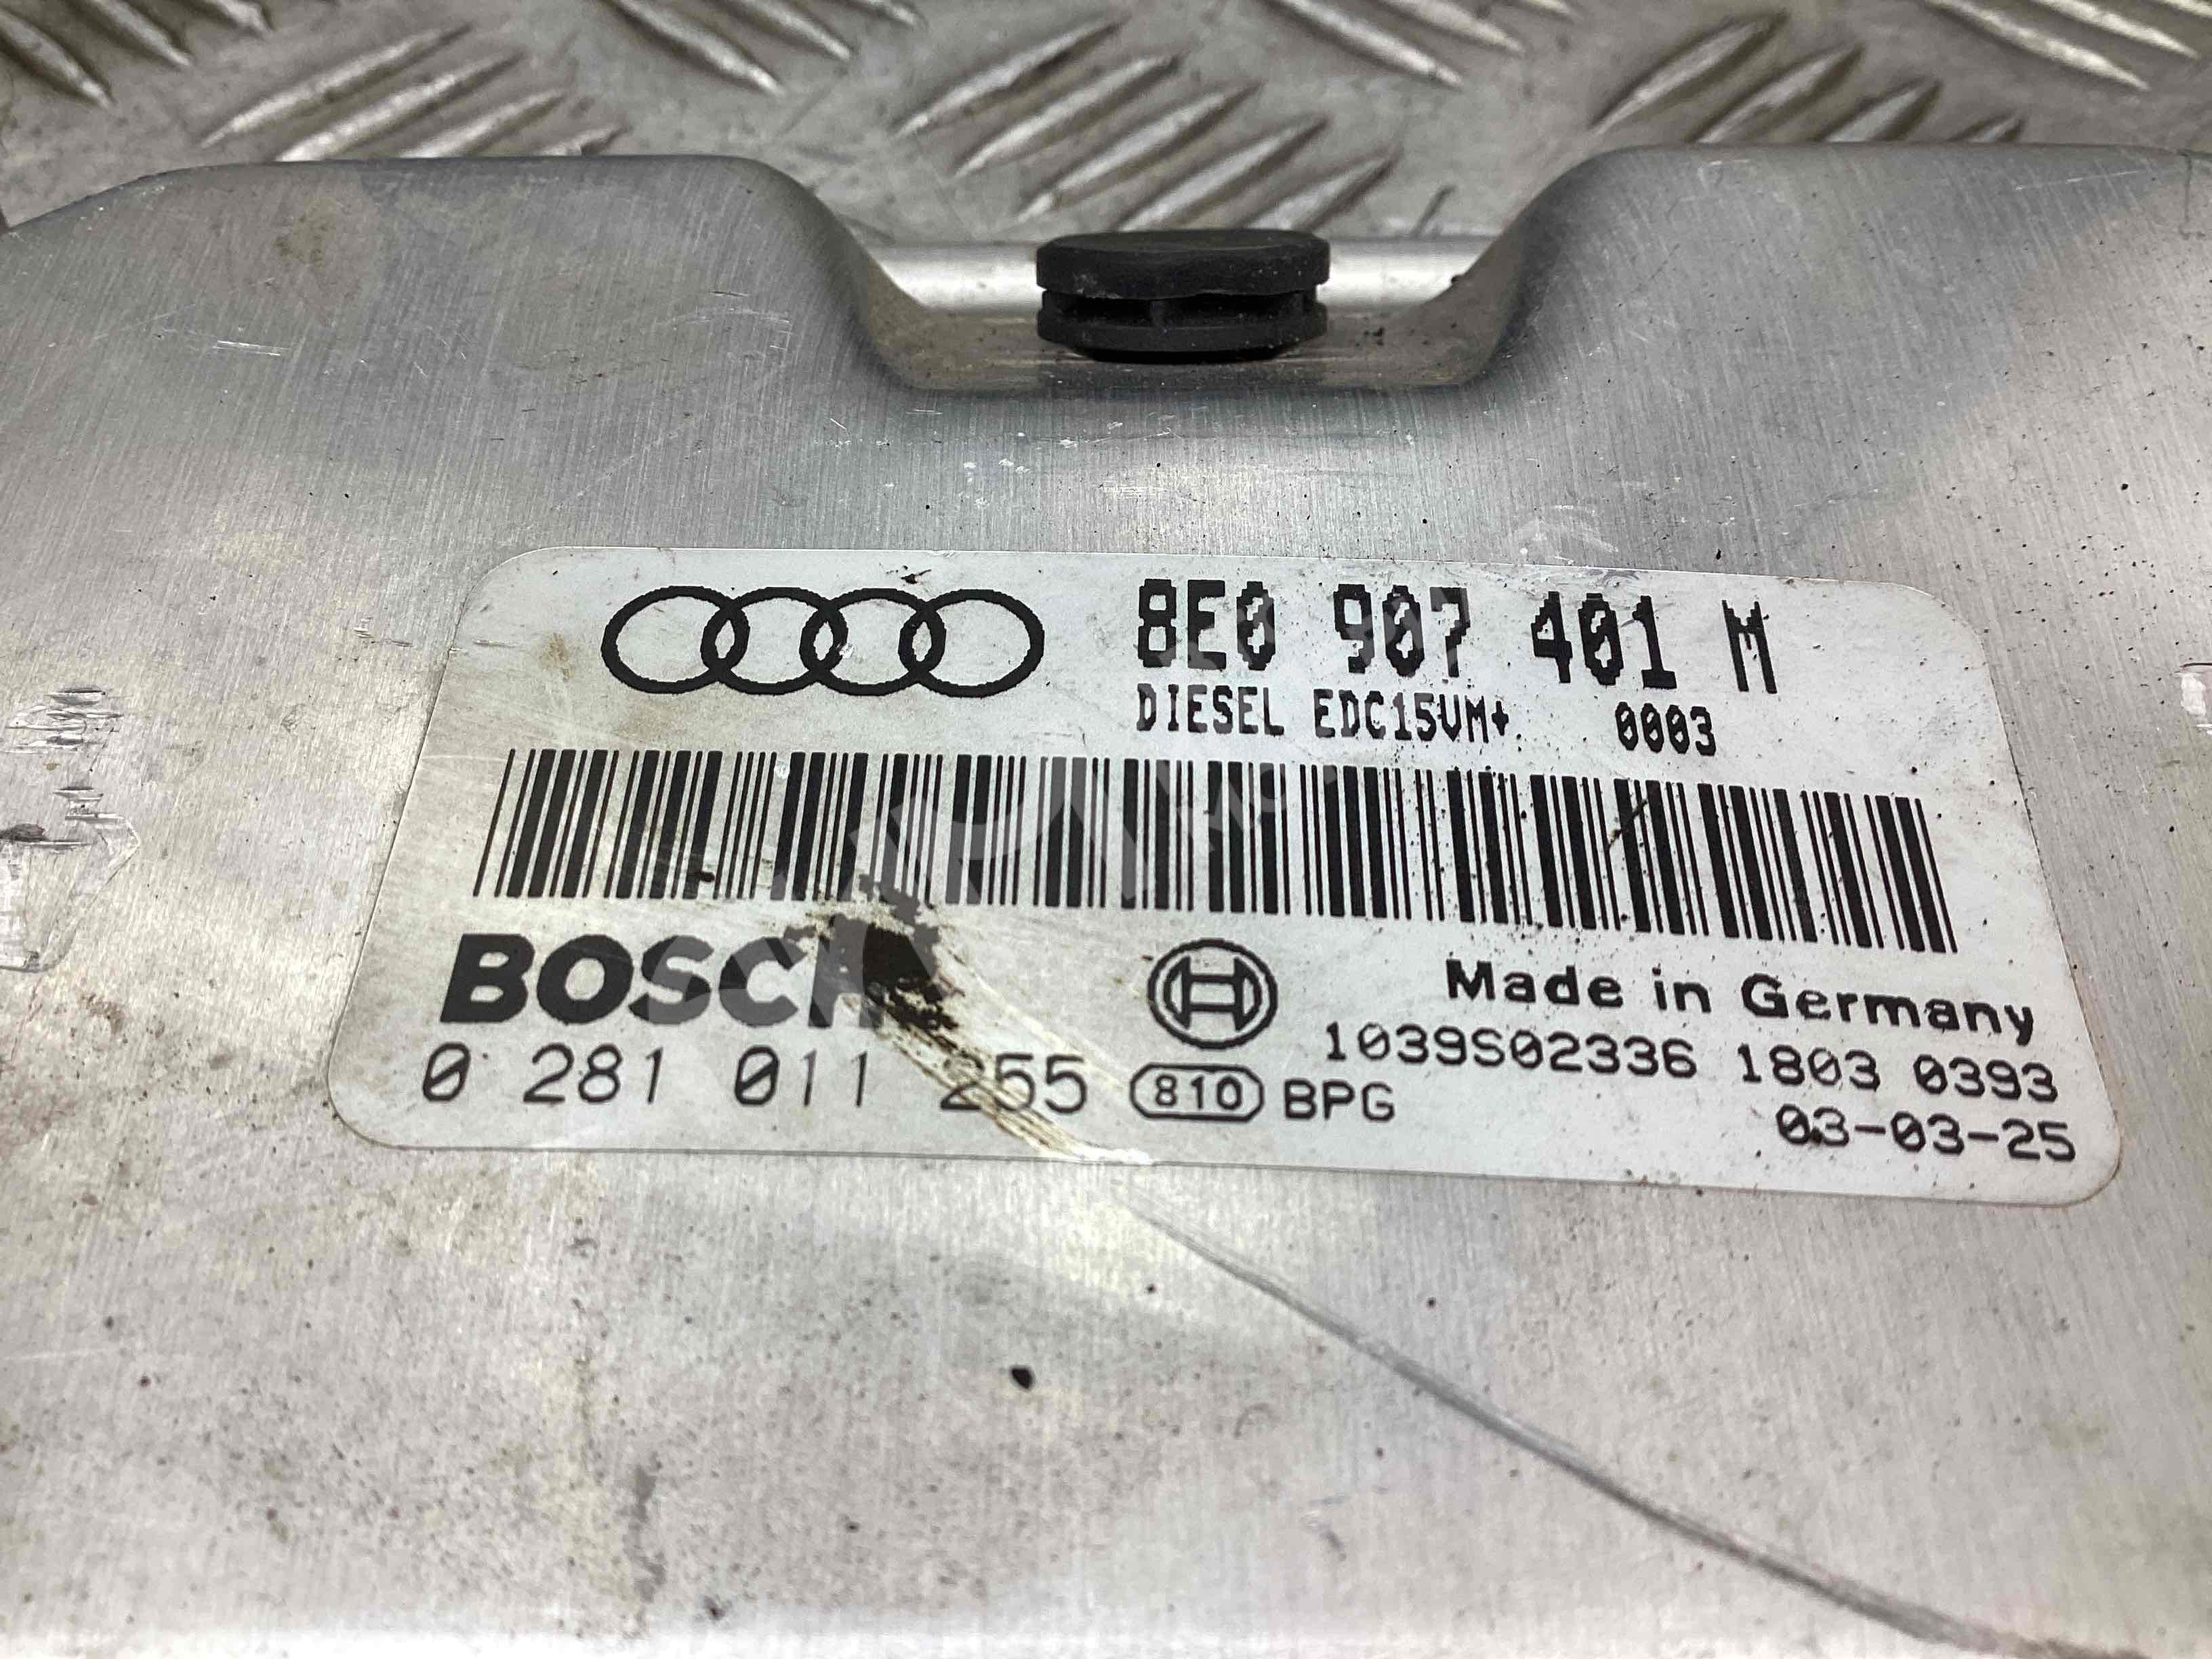 8E0 907 401 M
DIESEL EDC15VM+ 0003
BOSCH
Made in Germany
1039S02336 1803 0393
0 281 011 255 810 BPG
03-03-25